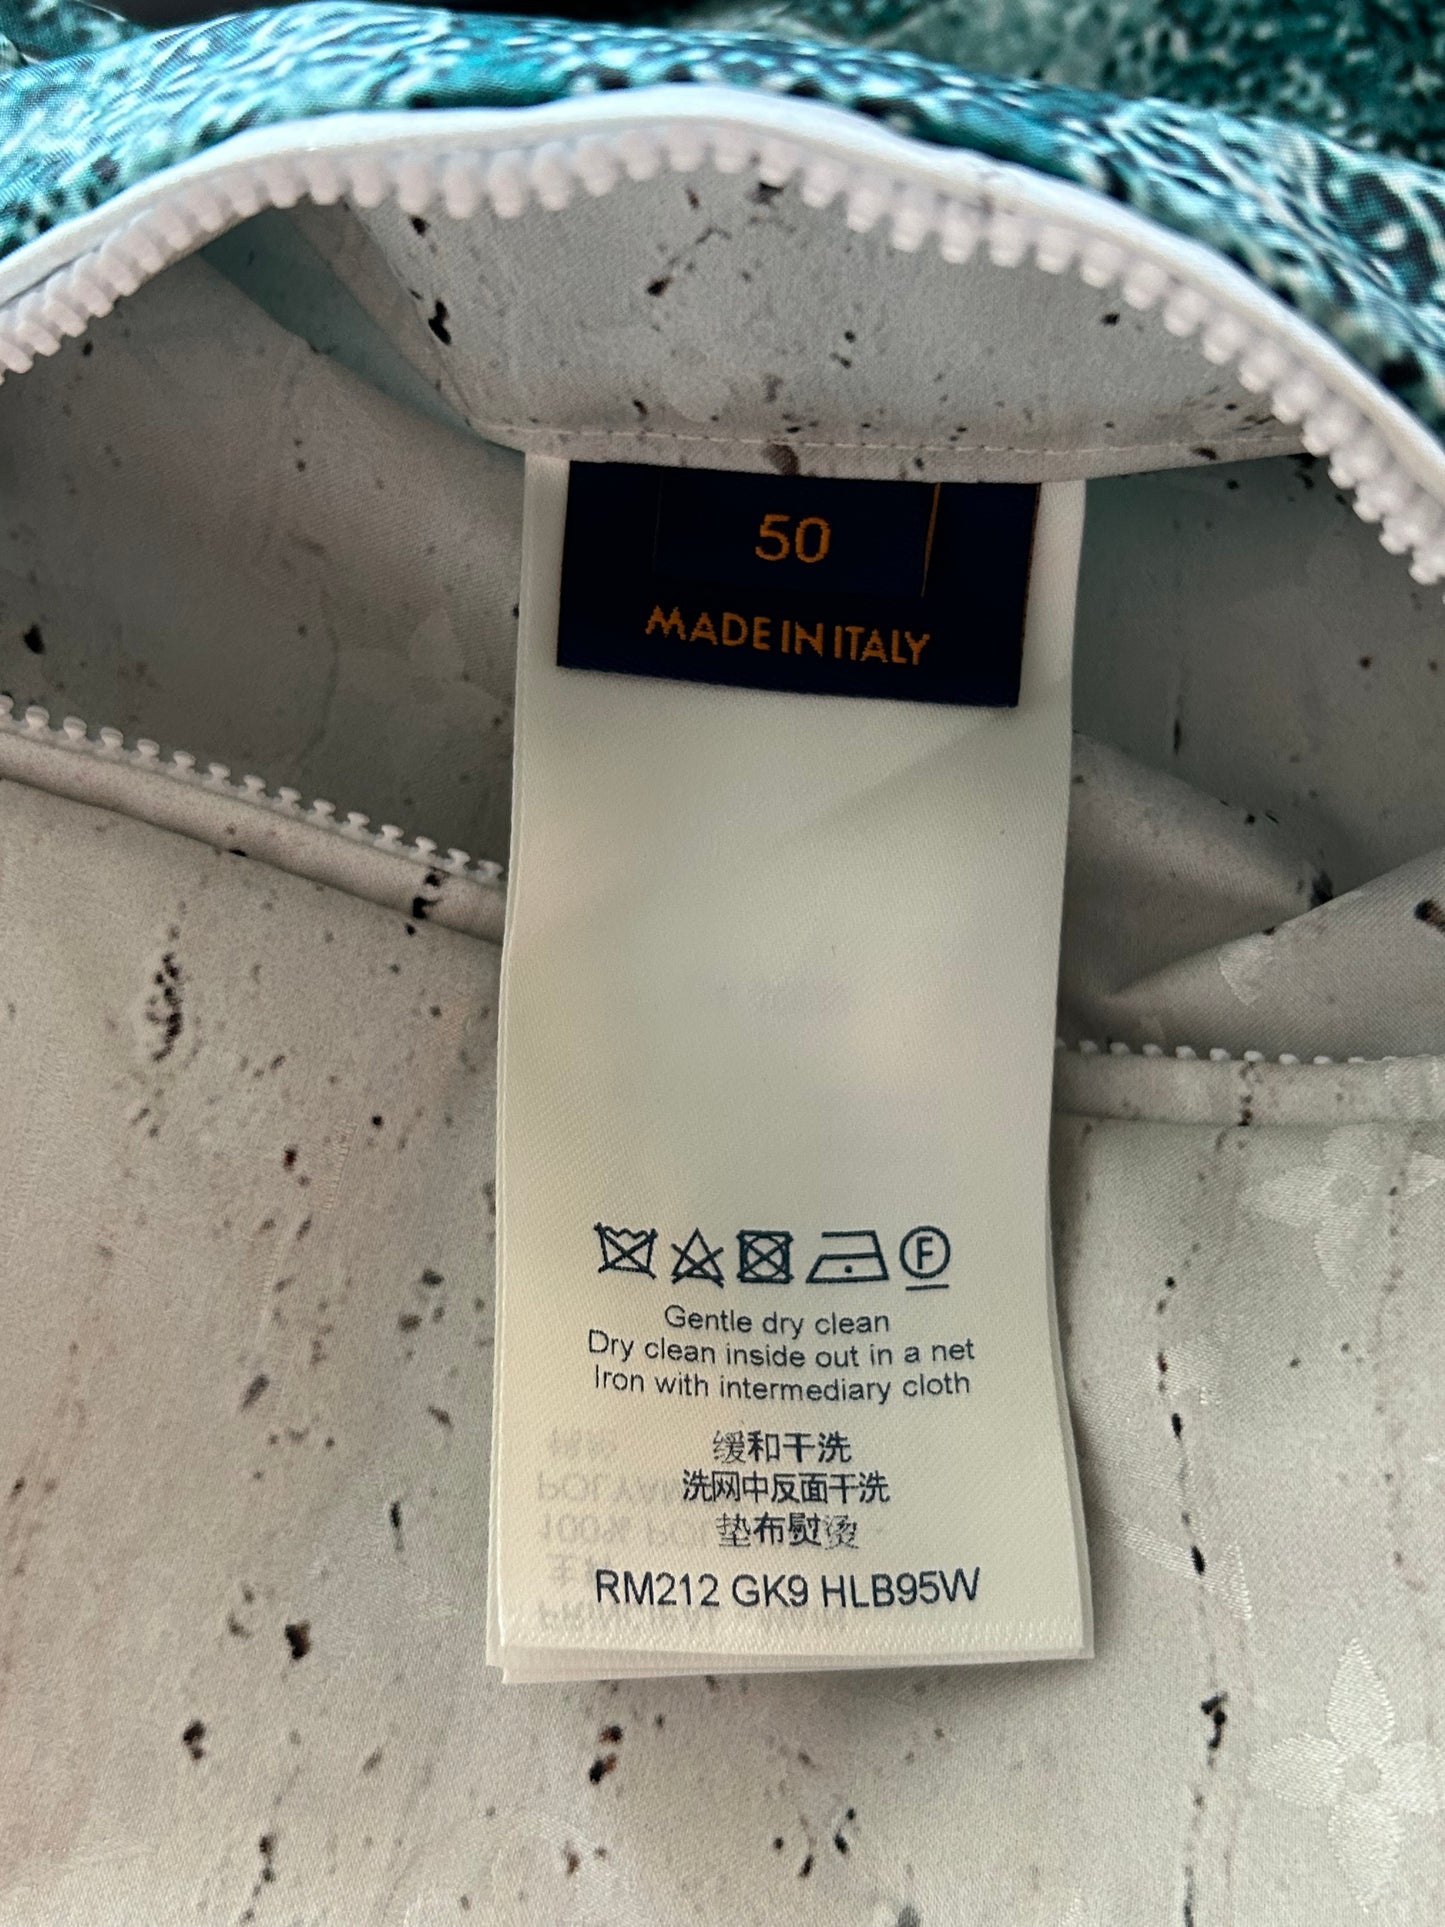 50
MADE IN ITALY
Gentle dry clean
Dry clean inside out in a net
Iron with intermediary cloth
缓和干洗
洗网中反面干洗
垫布熨烫
RM212 GK9 HLB95W